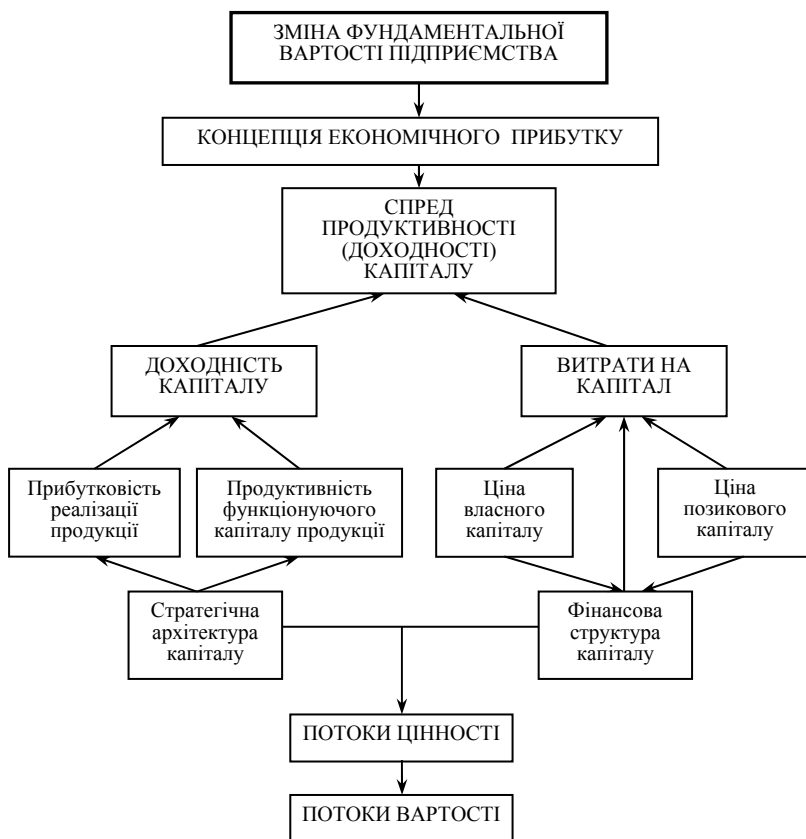 ЗМІНА ФУНДАМЕНТАЛЬНОЇ
ВАРТОСТІ ПІДПРИЄМСТВА
КОНЦЕПЦІЯ ЕКОНОМІЧНОГО ПРИБУТКУ
СПРЕД
ПРОДУКТИВНОСТІ
(ДОХОДНОСТІ)
КАПІТАЛУ
ДОХОДНІСТЬ
КАПІТАЛУ
ВИТРАТИ НА
КАПІТАЛ
Прибутковість
реалізації
продукції
Продуктивність
функціонуючого
капіталу продукції
Ціна
власного
капіталу
Ціна
позикового
капіталу
Стратегічна
архітектура
капіталу
Фінансова
структура
капіталу
ПОТОКИ ЦІННОСТІ
ПОТОКИ ВАРТОСТІ